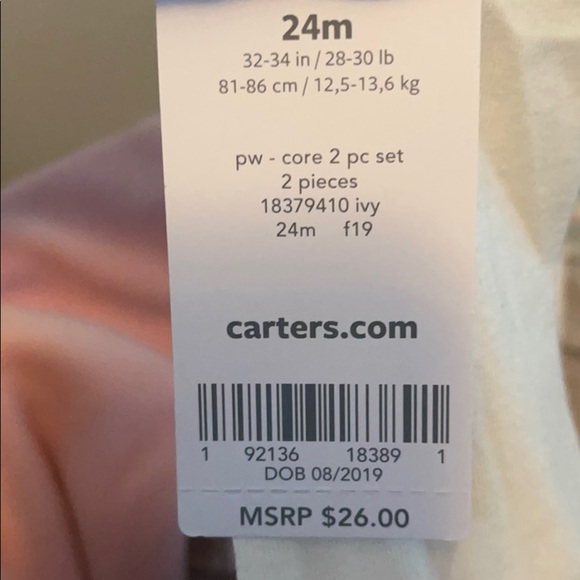 24m
32-34 in / 28-30 lb
81-86 cm / 12,5-13,6 kg
pw - core 2 pc set
2 pieces
18379410 ivy
24m f19
carters.com
1 92136 18389 1
DOB 08/2019
MSRP $26.00